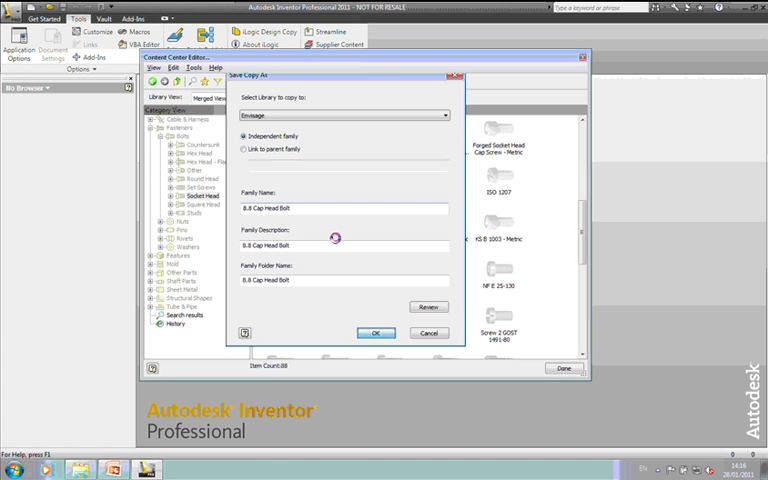 Autodesk Inventor Professional 2011 - NOT FOR RESALE
Type a keyword or phrase
Get Started Tools Vault Add-Ins
Application Options
Document Settings
Customize
Links
Add-Ins
Macros
VBA Editor
iLogic Design Copy
About iLogic
Streamline
Supplier Content
Options
No Browser
Content Center Editor...
View Edit Tools Help
Library View:
Merged View
Category View
Cable & Harness
Fasteners
Bolts
Countersunk
Hex Head
Hex Head - Fla
Other
Round Head
Set Screws
Socket Head
Square Head
Studs
Nuts
Pins
Rivets
Washers
Features
Mold
Other Parts
Shaft Parts
Sheet Metal
Structural Shapes
Tube & Pipe
Search results
History
Save Copy As
Select Library to copy to:
Envisage
Independent family
Link to parent family
Family Name:
8.8 Cap Head Bolt
Family Description:
8.8 Cap Head Bolt
Family Folder Name:
8.8 Cap Head Bolt
Review
OK
Cancel
Forged Socket Head Cap Screw - Metric
ISO 1207
KS B 1003 - Metric
NF E 25-130
Screw 2 GOST 1491-80
Item Count:88
Done
Autodesk Inventor
Professional
Autodesk
For Help, press F1
0 0
EN
14:16
28/01/2011